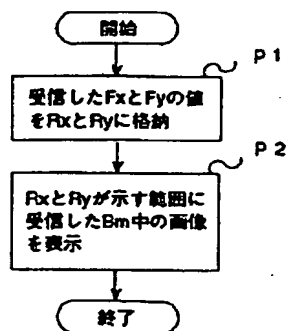 開始
P1
受信したFxとFyの値
をRxとRyに格納
P2
RxとRyが示す範囲に
受信したBm中の画像
を表示
終了